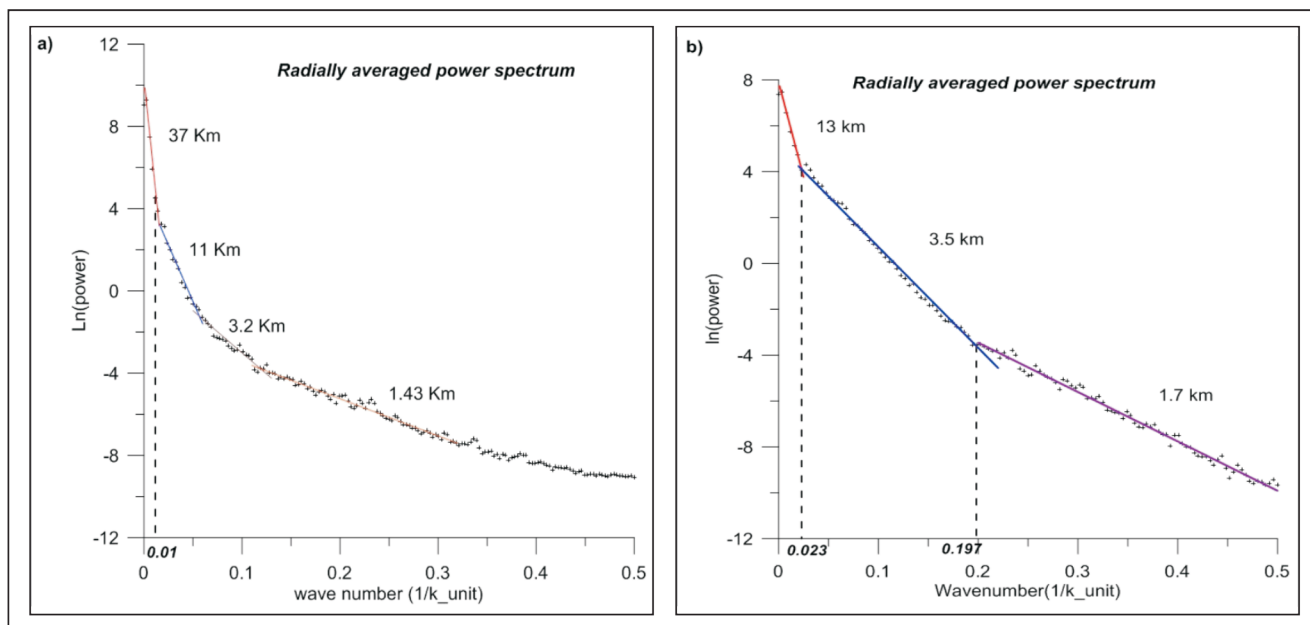 a)
Radially averaged power spectrum
12
8
4
0
-4
-8
-12
Ln(power)
37 Km
11 Km
3.2 Km
1.43 Km
0.01
0
0.1
0.2
0.3
0.4
0.5
wave number (1/k_unit)
b)
Radially averaged power spectrum
8
4
0
-4
-8
-12
ln(power)
13 km
3.5 km
1.7 km
0.023
0.197
0
0.1
0.2
0.3
0.4
0.5
Wavenumber(1/k_unit)